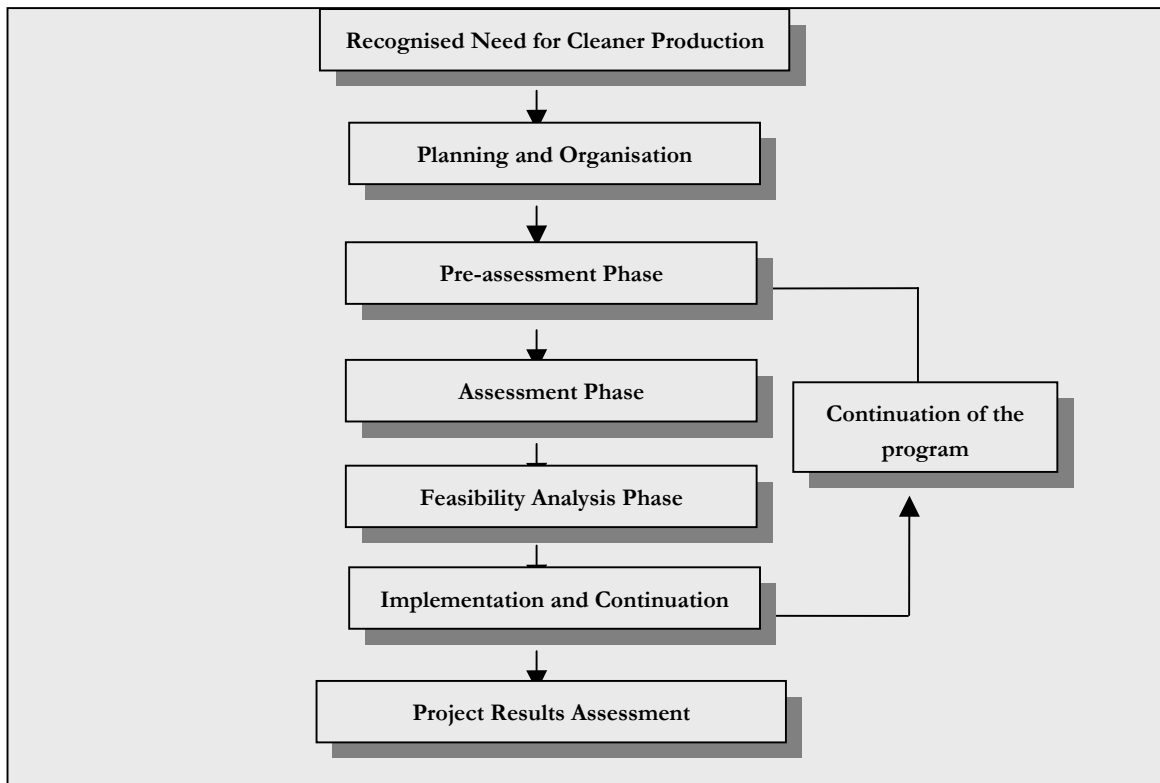 Recognised Need for Cleaner Production
Planning and Organisation
Pre-assessment Phase
Assessment Phase
Continuation of the
program
Feasibility Analysis Phase
Implementation and Continuation
Project Results Assessment